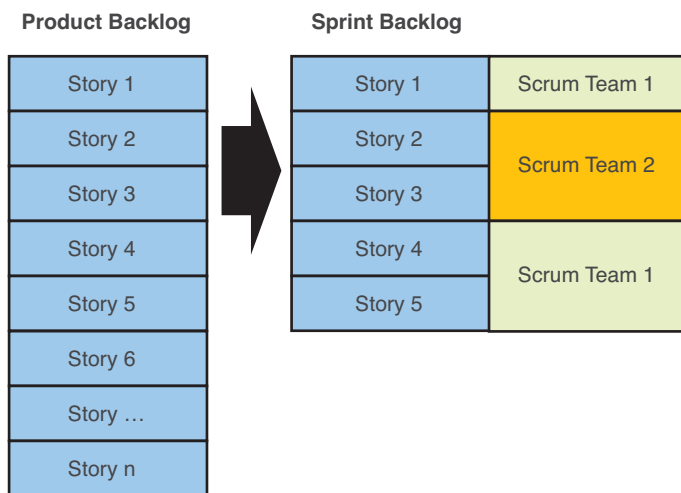 Product Backlog
Story 1
Story 2
Story 3
Story 4
Story 5
Story 6
Story …
Story n
Sprint Backlog
Story 1
Story 2
Story 3
Story 4
Story 5
Scrum Team 1
Scrum Team 2
Scrum Team 1